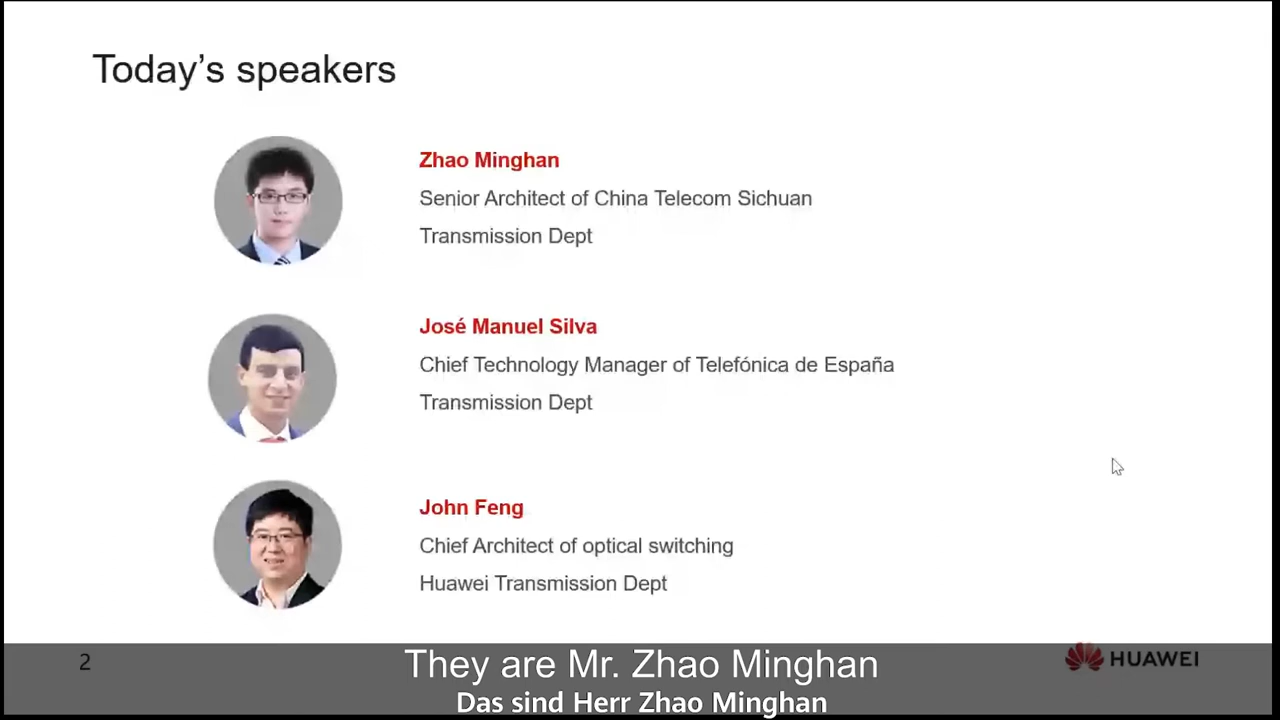 Today’s speakers
Zhao Minghan
Senior Architect of China Telecom Sichuan
Transmission Dept
José Manuel Silva
Chief Technology Manager of Telefónica de España
Transmission Dept
John Feng
Chief Architect of optical switching
Huawei Transmission Dept
2
HUAWEI
They are Mr. Zhao Minghan
Das sind Herr Zhao Minghan